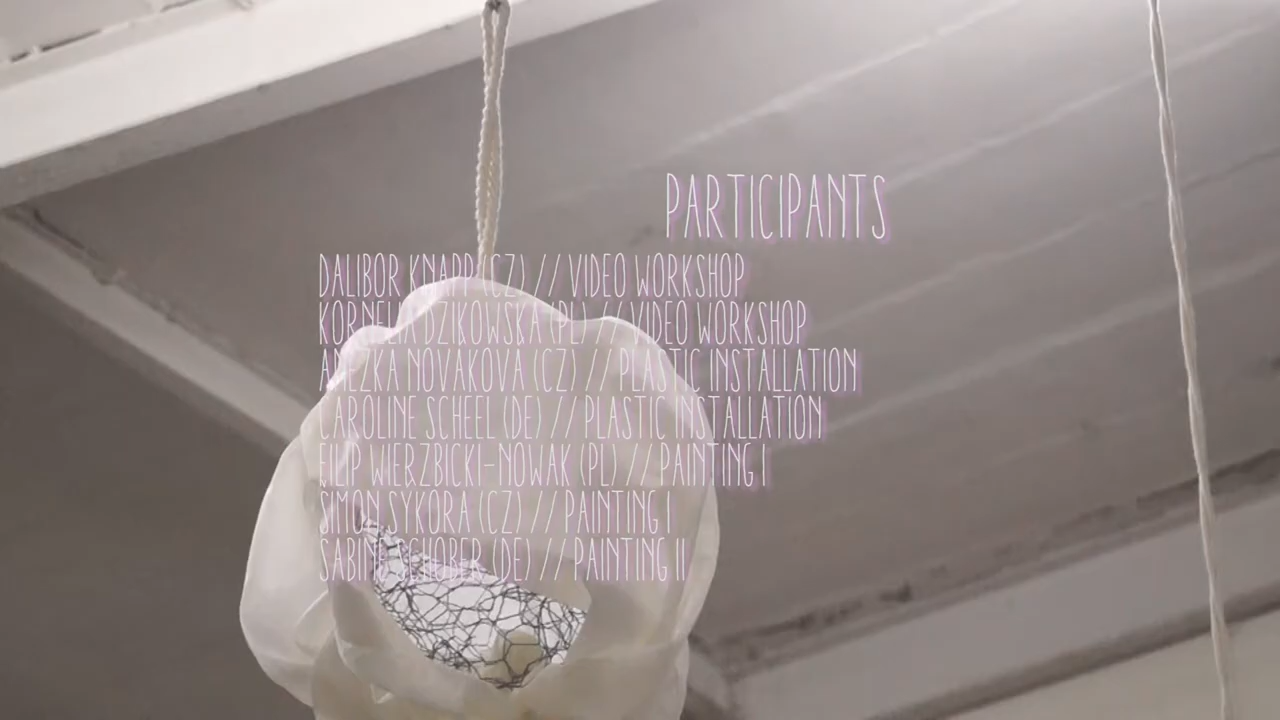 PARTICIPANTS
DALIBOR KNAPP (CZ) // VIDEO WORKSHOP
KORNELIA DZIKOWSKA (PL) // VIDEO WORKSHOP
ANEZKA NOVAKOVA (CZ) // PLASTIC INSTALLATION
CAROLINE SCHEEL (DE) // PLASTIC INSTALLATION
FILIP WIERZBICKI-NOWAK (PL) // PAINTING I
SIMON SYKORA (CZ) // PAINTING I
SABINE SCHOBER (DE) // PAINTING II